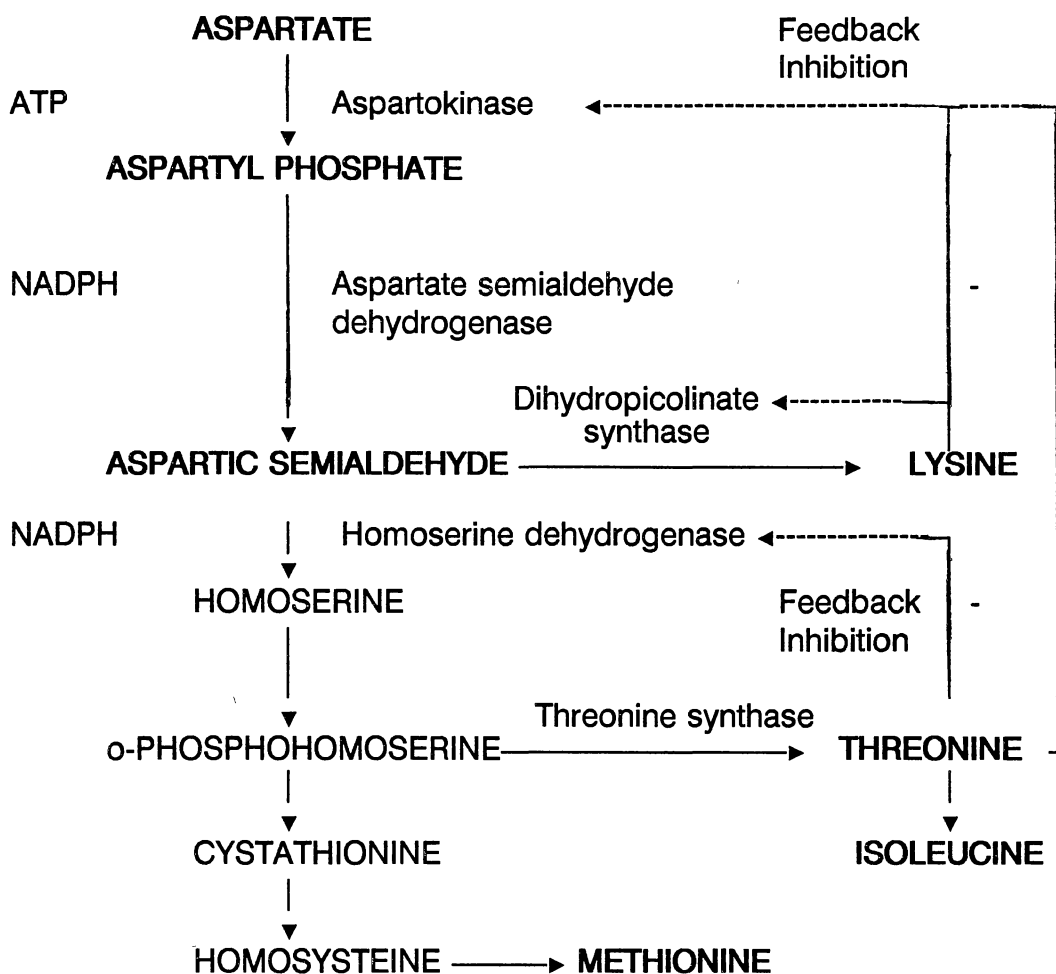 ASPARTATE
Feedback
Inhibition
ATP
Aspartokinase
ASPARTYL PHOSPHATE
NADPH
Aspartate semialdehyde
dehydrogenase
-
Dihydropicolinate
synthase
ASPARTIC SEMIALDEHYDE
LYSINE
NADPH
Homoserine dehydrogenase
HOMOSERINE
Feedback
Inhibition
-
Threonine synthase
o-PHOSPHOHOMOSERINE
THREONINE
CYSTATHIONINE
ISOLEUCINE
HOMOSYSTEINE
METHIONINE